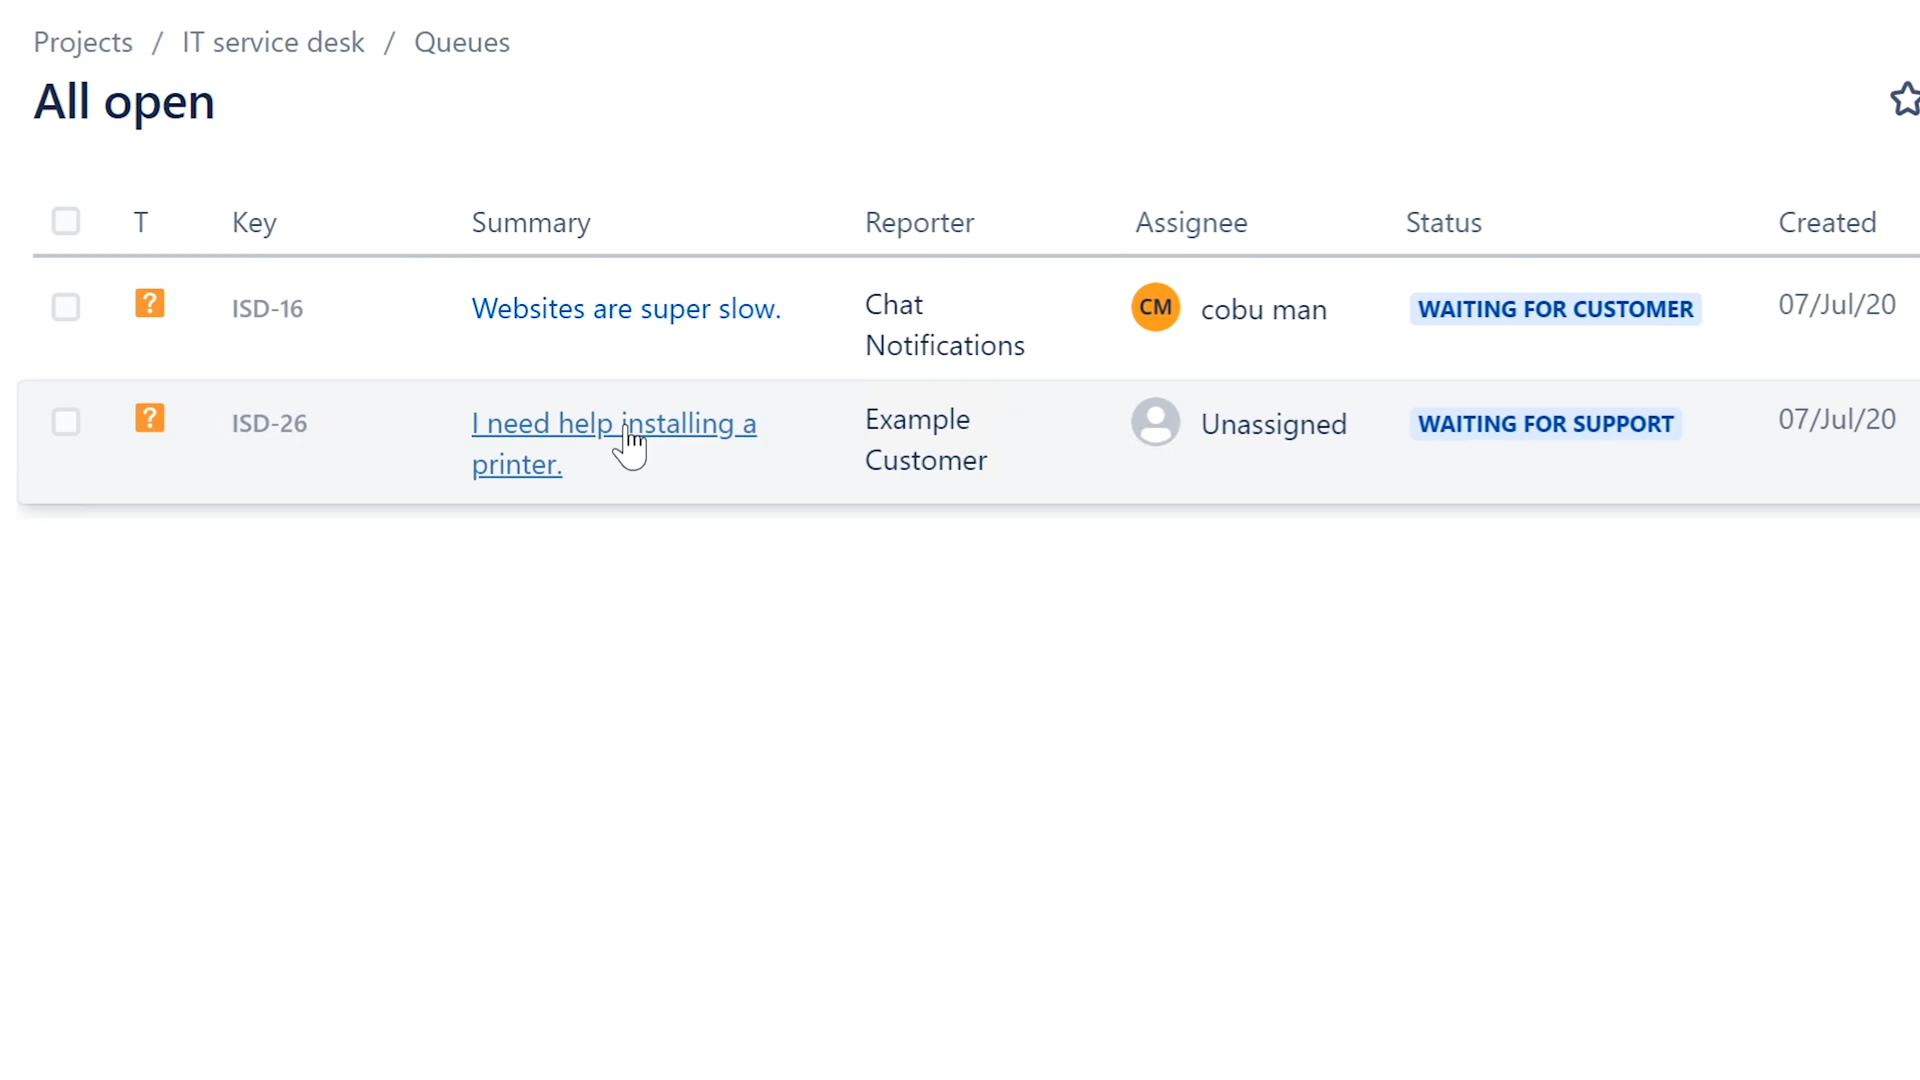 Projects / IT service desk / Queues
All open
T Key Summary Reporter Assignee Status Created
? ISD-16 Websites are super slow. Chat CM cobu man WAITING FOR CUSTOMER 07/Jul/20
Notifications
? ISD-26 I need help installing a Example Unassigned WAITING FOR SUPPORT 07/Jul/20
printer. Customer